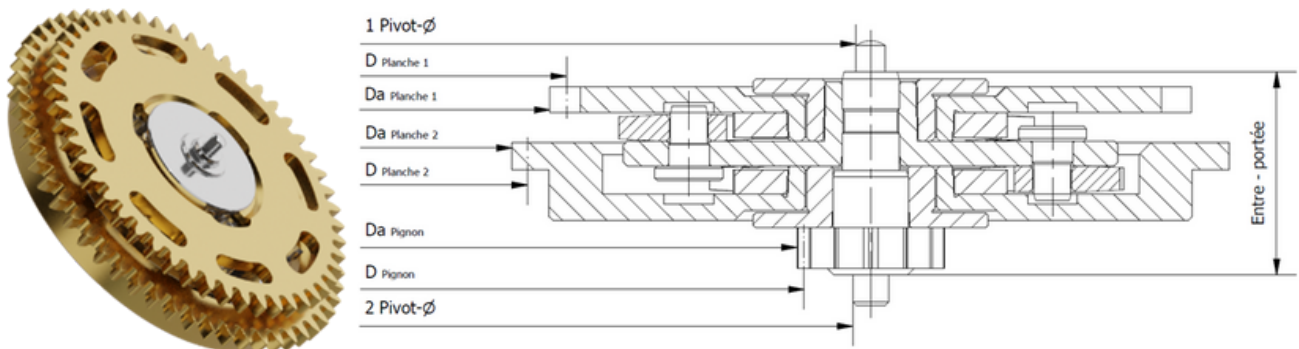 1 Pivot-Ø
D Planche 1
Da Planche 1
Da Planche 2
D Planche 2
Da Pignon
D Pignon
2 Pivot-Ø
Entre - portée